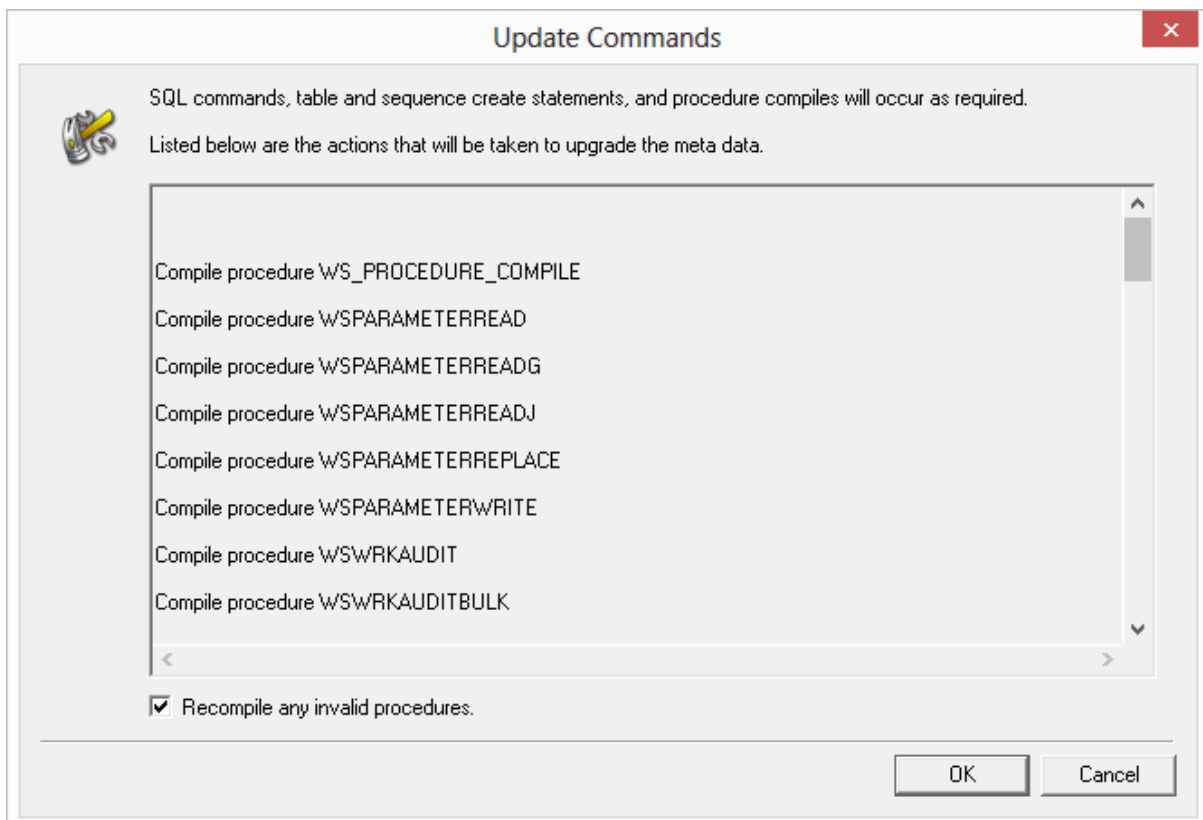 Update Commands
SQL commands, table and sequence create statements, and procedure compiles will occur as required.
Listed below are the actions that will be taken to upgrade the meta data.
Compile procedure WS_PROCEDURE_COMPILE
Compile procedure WSPARAMETERREAD
Compile procedure WSPARAMETERREADG
Compile procedure WSPARAMETERREADJ
Compile procedure WSPARAMETERREPLACE
Compile procedure WSPARAMETERWRITE
Compile procedure WSWRKAUDIT
Compile procedure WSWRKAUDITBULK
Recompile any invalid procedures.
OK Cancel